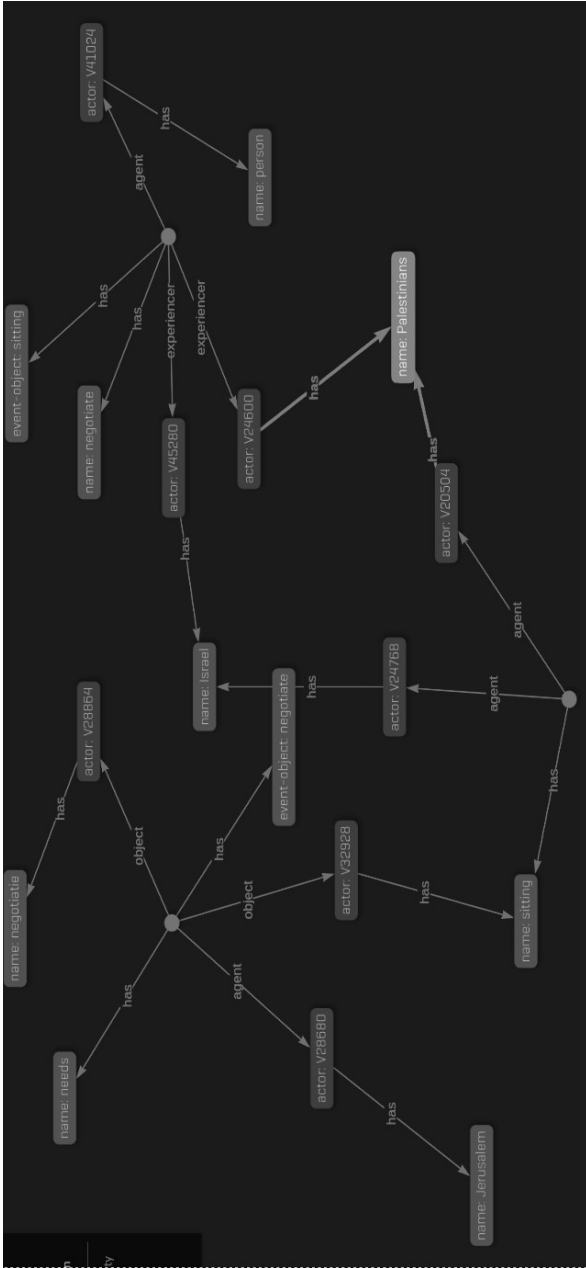 name: negotiatie
event-object: sitting
name: needs
actor: V28864
name: negotiate
actor: V41024
has
has
has
has
object
has
agent
has
experiencer
actor: V45280
has
experiencer
name: Israel
has
agent
object
actor: V24600
name: person
event-object: negotiate
has
has
actor: V28680
actor: V32928
has
actor: V24768
name: Palestinians
has
has
actor: V20504
name: Jerusalem
agent
agent
name: sitting
has
m
ty